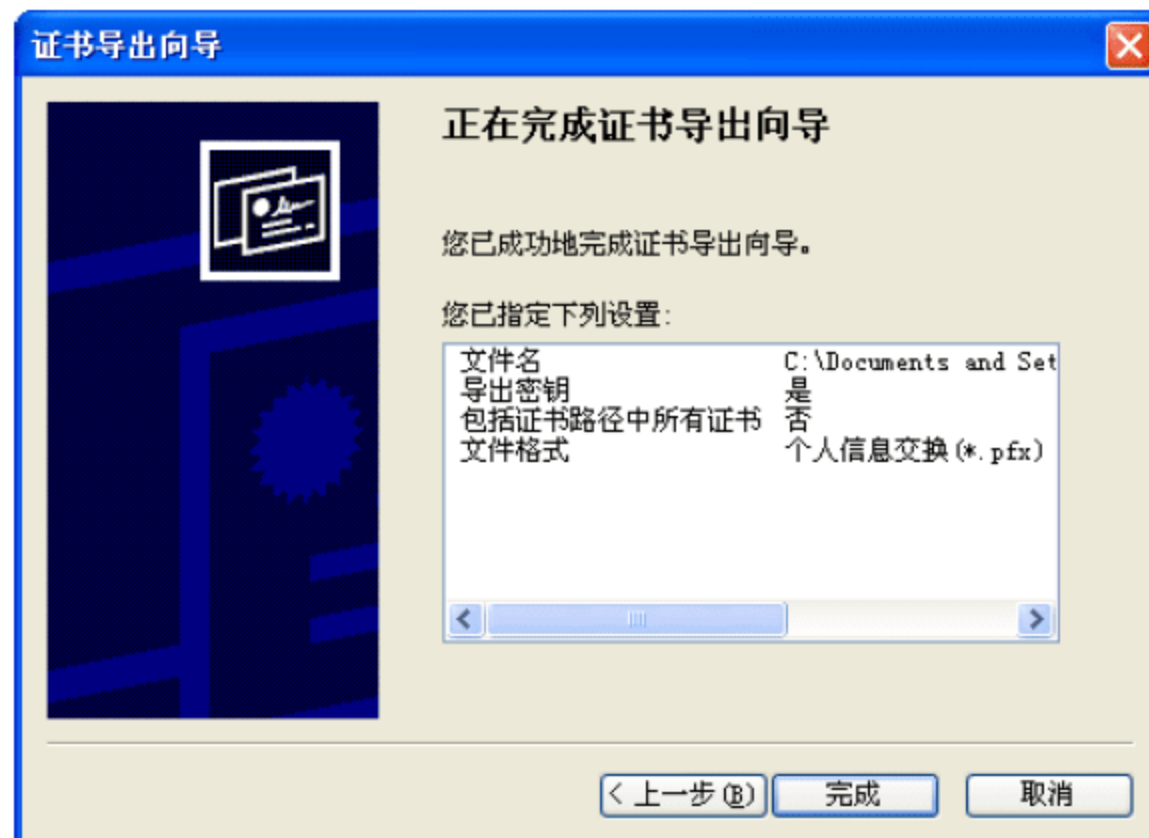 证书导出向导
正在完成证书导出向导
您已成功地完成证书导出向导。
您已指定下列设置:
文件名 C:\Documents and Set
导出密钥 是
包括证书路径中所有证书 否
文件格式 个人信息交换(*.pfx)
< 上一步(B) 完成 取消